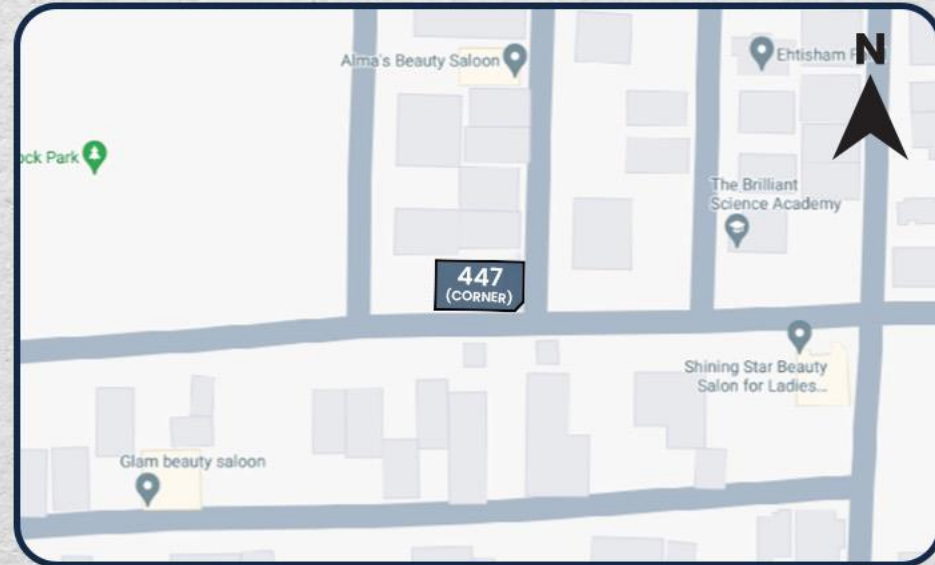 Alma's Beauty Saloon
Ehtisham
N
Park
The Brilliant
Science Academy
447
(CORNER)
Shining Star Beauty
Salon for Ladies...
Glam beauty saloon